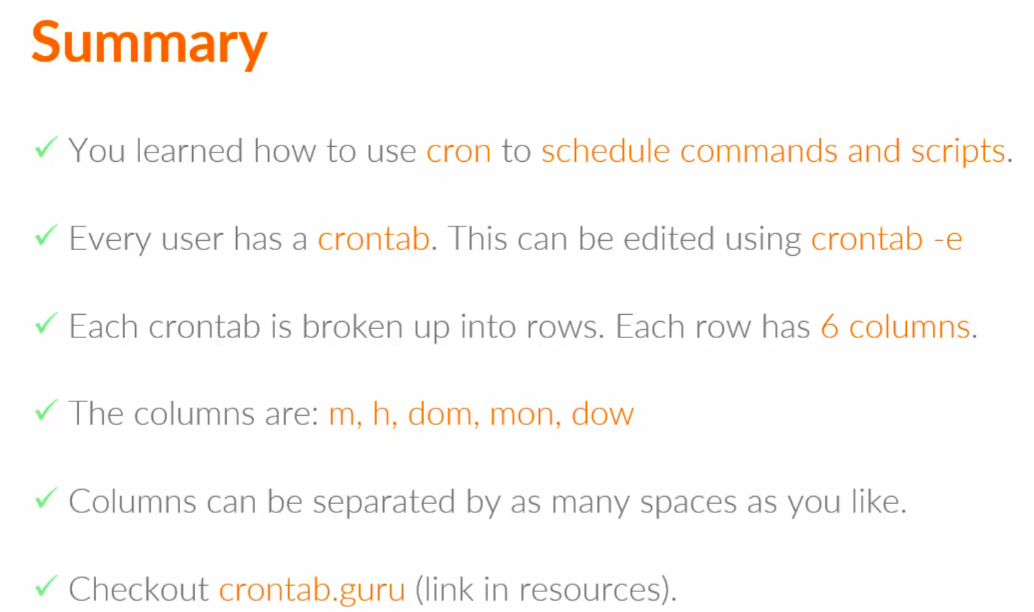 Summary
✓ You learned how to use cron to schedule commands and scripts.
✓ Every user has a crontab. This can be edited using crontab -e
✓ Each crontab is broken up into rows. Each row has 6 columns.
✓ The columns are: m, h, dom, mon, dow
✓ Columns can be separated by as many spaces as you like.
✓ Checkout crontab.guru (link in resources).